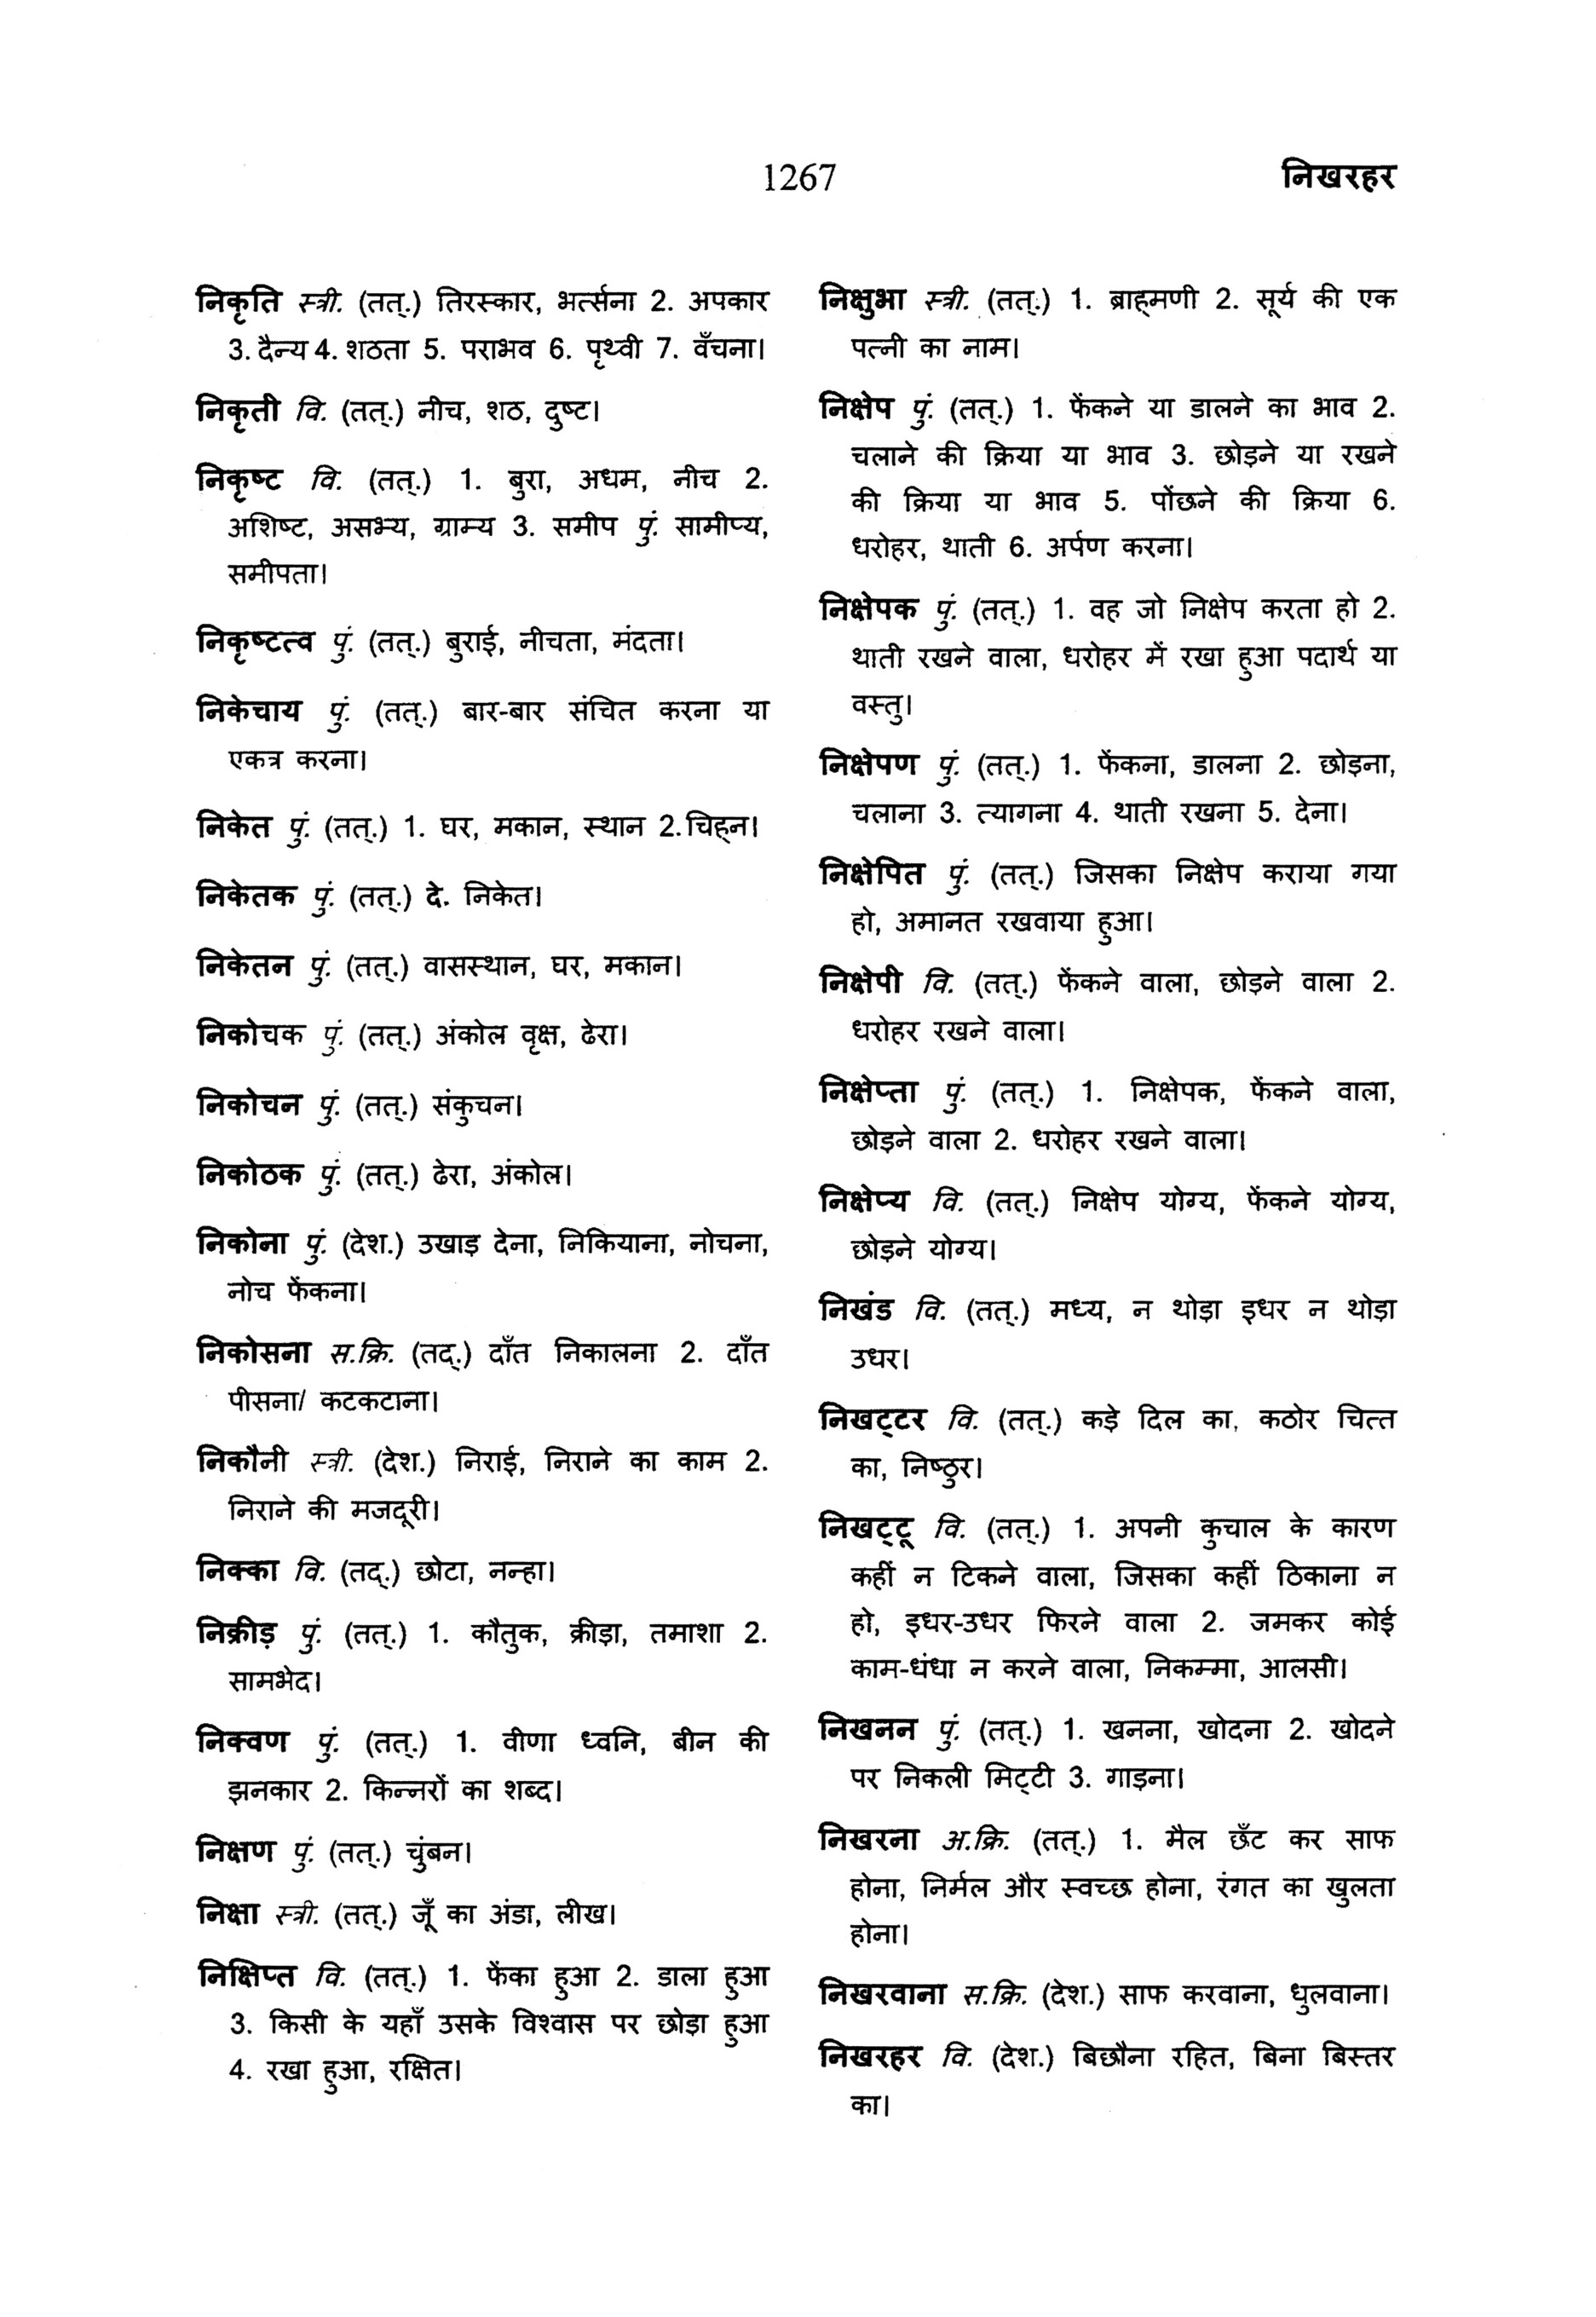 1267
निखरहर
निकृति स्त्री. (तत्.) तिरस्कार, भर्त्सना 2. अपकार
3. दैन्य 4. शठता 5. पराभव 6. पृथ्वी 7. वँचना।
निकृती वि. (तत्.) नीच, शठ, दुष्ट।
निकृष्ट वि. (तत्.) 1. बुरा, अधम, नीच 2.
अशिष्ट, असभ्य, ग्राम्य 3. समीप पुं. सामीप्य,
समीपता।
निकृष्टत्व पुं. (तत्.) बुराई, नीचता, मंदता।
निकेचाय पुं. (तत्.) बार-बार संचित करना या
एकत्र करना।
निकेत पुं. (तत्.) 1. घर, मकान, स्थान 2.चिह्‌न।
निकेतक पुं. (तत्.) दे. निकेत।
निकेतन पुं. (तत्.) वासस्थान, घर, मकान।
निकोचक पुं. (तत्.) अंकोल वृक्ष, ढेरा।
निकोचन पुं. (तत्.) संकुचन।
निकोठक पुं. (तत्.) ढेरा, अंकोल।
निकोना पुं. (देश.) उखाड़ देना, निकियाना, नोचना,
नोच फेंकना।
निकोसना स.क्रि. (तद्.) दाँत निकालना 2. दाँत
पीसना/ कटकटाना।
निकौनी स्त्री. (देश.) निराई, निराने का काम 2.
निराने की मजदूरी।
निक्का वि. (तद्.) छोटा, नन्हा।
निक्रीड़ पुं. (तत्.) 1. कौतुक, क्रीड़ा, तमाशा 2.
सामभेद।
निक्वण पुं. (तत्.) 1. वीणा ध्वनि, बीन की
झनकार 2. किन्नरों का शब्द।
निक्षण पुं. (तत्.) चुंबन।
निक्षा स्त्री. (तत्.) जूँ का अंडा, लीख।
निक्षिप्त वि. (तत्.) 1. फेंका हुआ 2. डाला हुआ
3. किसी के यहाँ उसके विश्वास पर छोड़ा हुआ
4. रखा हुआ, रक्षित।
निक्षुभा स्त्री. (तत्.) 1. ब्राह्‌मणी 2. सूर्य की एक
पत्नी का नाम।
निक्षेप पुं. (तत्.) 1. फेंकने या डालने का भाव 2.
चलाने की क्रिया या भाव 3. छोड़ने या रखने
की क्रिया या भाव 5. पोंछने की क्रिया 6.
धरोहर, थाती 6. अर्पण करना।
निक्षेपक पुं. (तत्.) 1. वह जो निक्षेप करता हो 2.
थाती रखने वाला, धरोहर में रखा हुआ पदार्थ या
वस्तु।
निक्षेपण पुं. (तत्.) 1. फेंकना, डालना 2. छोड़ना,
चलाना 3. त्यागना 4. थाती रखना 5. देना।
निक्षेपित पुं. (तत्.) जिसका निक्षेप कराया गया
हो, अमानत रखवाया हुआ।
निक्षेपी वि. (तत्.) फेंकने वाला, छोड़ने वाला 2.
धरोहर रखने वाला।
निक्षेप्ता पुं. (तत्.) 1. निक्षेपक, फेंकने वाला,
छोड़ने वाला 2. धरोहर रखने वाला।
निक्षेप्य वि. (तत्.) निक्षेप योग्य, फेंकने योग्य,
छोड़ने योग्य।
निखंड वि. (तत्.) मध्य, न थोड़ा इधर न थोड़ा
उधर।
निखट्‌टर वि. (तत्.) कड़े दिल का, कठोर चित्त
का, निष्ठुर।
निखट्‌टू वि. (तत्.) 1. अपनी कुचाल के कारण
कहीं न टिकने वाला, जिसका कहीं ठिकाना न
हो, इधर-उधर फिरने वाला 2. जमकर कोई
काम-धंधा न करने वाला, निकम्मा, आलसी।
निखनन पुं. (तत्.) 1. खनना, खोदना 2. खोदने
पर निकली मिट्‌टी 3. गाड़ना।
निखरना अ.क्रि. (तत्.) 1. मैल छँट कर साफ
होना, निर्मल और स्वच्छ होना, रंगत का खुलता
होना।
निखरवाना स.क्रि. (देश.) साफ करवाना, धुलवाना।
निखरहर वि. (देश.) बिछौना रहित, बिना बिस्तर
का।